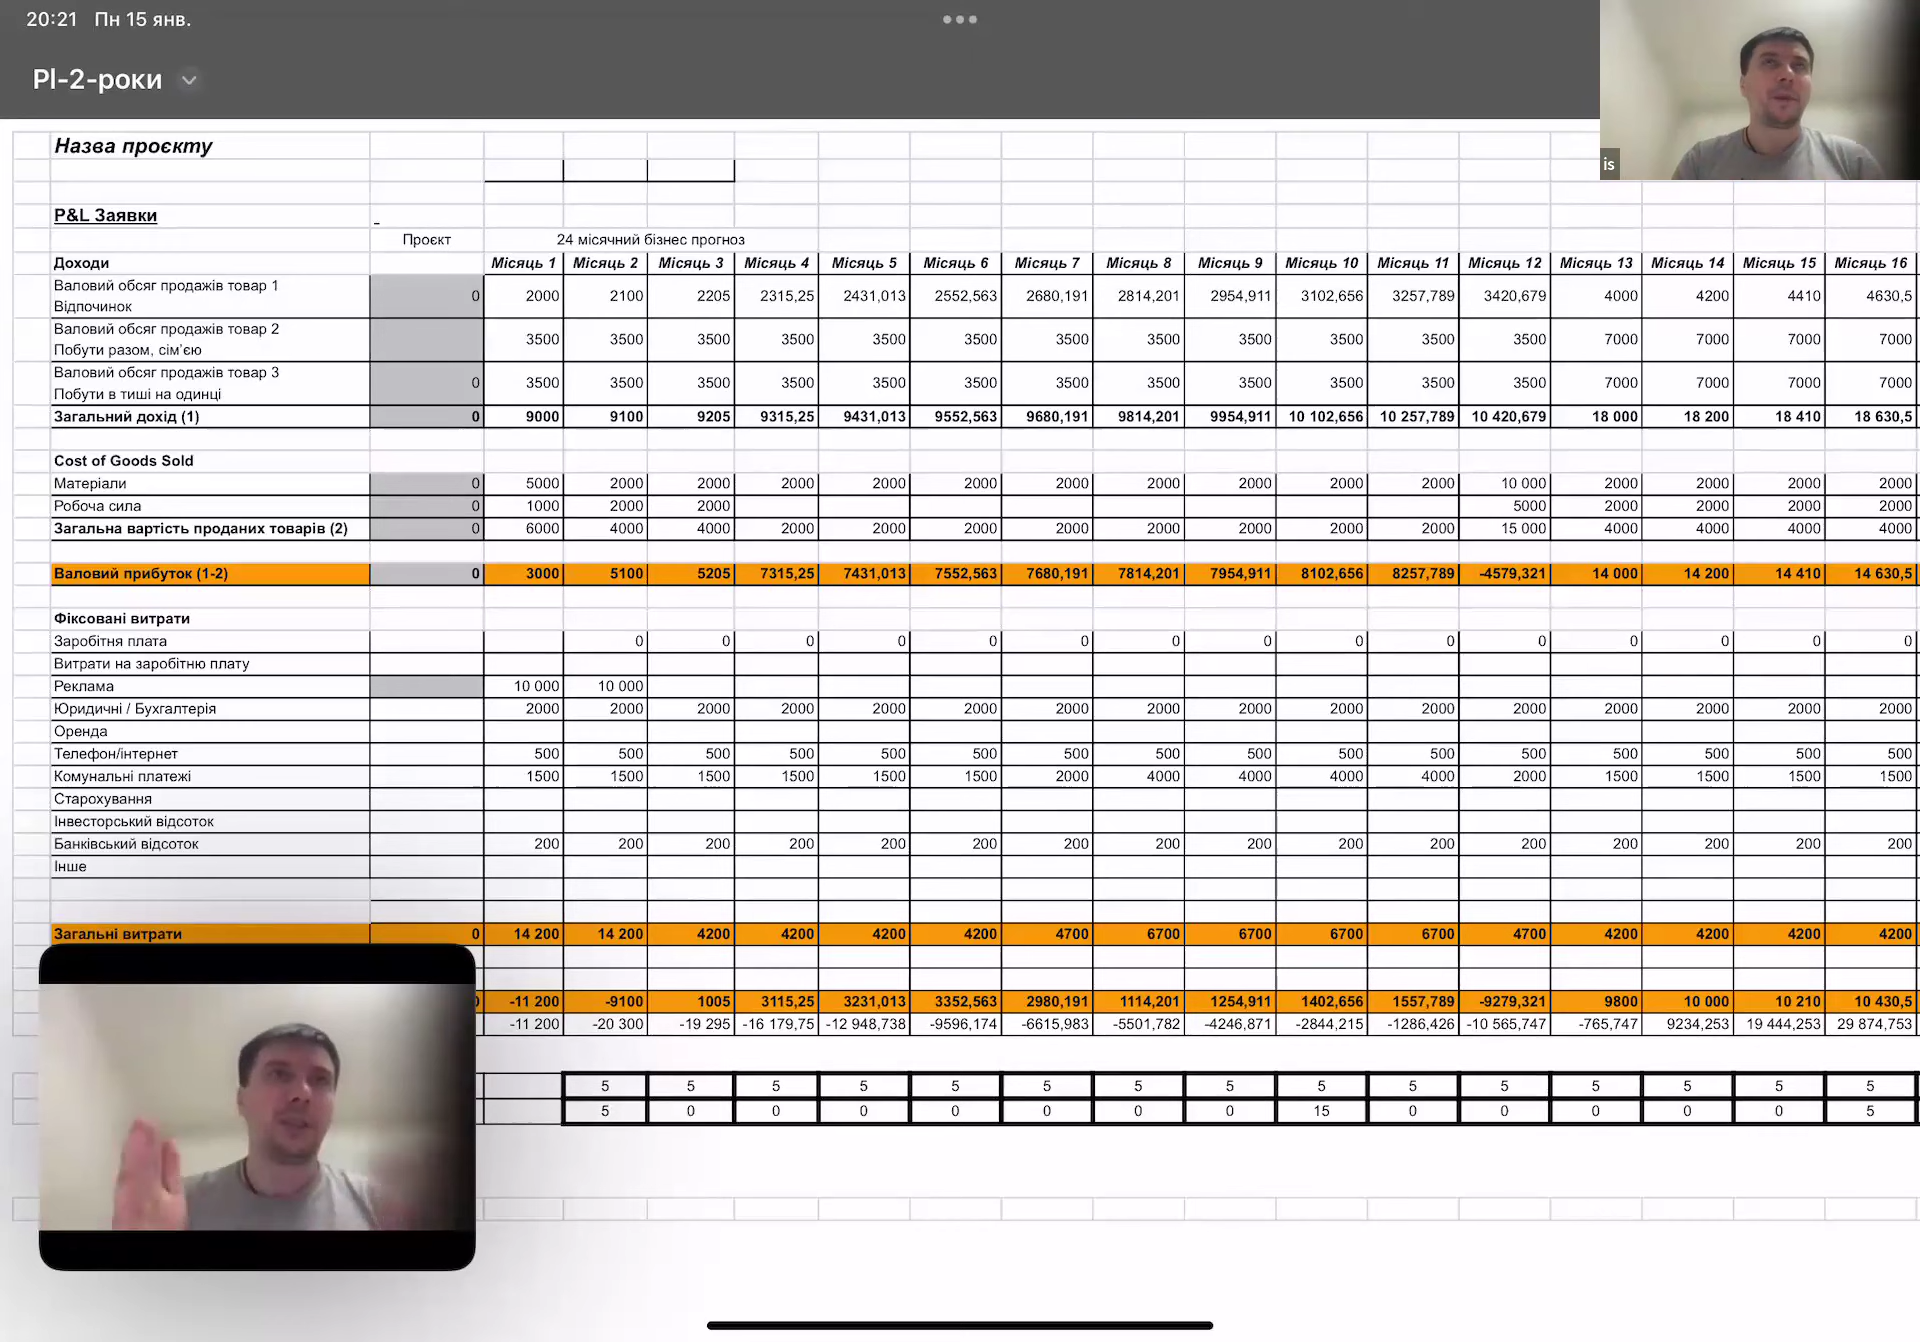 20:21 Пн 15 янв.
Pl-2-роки
is
Назва проєкту
P&L Заявки -
Проєкт 24 місячний бізнес прогноз
Доходи Місяць 1 Місяць 2 Місяць 3 Місяць 4 Місяць 5 Місяць 6 Місяць 7 Місяць 8 Місяць 9 Місяць 10 Місяць 11 Місяць 12 Місяць 13 Місяць 14 Місяць 15 Місяць 16
Валовий обсяг продажів товар 1
Відпочинок 0 2000 2100 2205 2315,25 2431,013 2552,563 2680,191 2814,201 2954,911 3102,656 3257,789 3420,679 4000 4200 4410 4630,5
Валовий обсяг продажів товар 2
Побути разом, сім'єю 3500 3500 3500 3500 3500 3500 3500 3500 3500 3500 3500 3500 7000 7000 7000 7000
Валовий обсяг продажів товар 3
Побути в тиші на одинці 0 3500 3500 3500 3500 3500 3500 3500 3500 3500 3500 3500 3500 7000 7000 7000 7000
Загальний дохід (1) 0 9000 9100 9205 9315,25 9431,013 9552,563 9680,191 9814,201 9954,911 10 102,656 10 257,789 10 420,679 18 000 18 200 18 410 18 630,5
Cost of Goods Sold
Матеріали 0 5000 2000 2000 2000 2000 2000 2000 2000 2000 2000 2000 10 000 2000 2000 2000 2000
Робоча сила 0 1000 2000 2000 5000 2000 2000 2000 2000
Загальна вартість проданих товарів (2) 0 6000 4000 4000 2000 2000 2000 2000 2000 2000 2000 2000 15 000 4000 4000 4000 4000
Валовий прибуток (1-2) 0 3000 5100 5205 7315,25 7431,013 7552,563 7680,191 7814,201 7954,911 8102,656 8257,789 -4579,321 14 000 14 200 14 410 14 630,5
Фіксовані витрати
Заробітня плата 0 0 0 0 0 0 0 0 0 0 0 0 0 0 0
Витрати на заробітню плату
Реклама 10 000 10 000
Юридичні / Бухгалтерія 2000 2000 2000 2000 2000 2000 2000 2000 2000 2000 2000 2000 2000 2000 2000 2000
Оренда
Телефон/інтернет 500 500 500 500 500 500 500 500 500 500 500 500 500 500 500 500
Комунальні платежі 1500 1500 1500 1500 1500 1500 2000 4000 4000 4000 4000 2000 1500 1500 1500 1500
Старохування
Інвесторський відсоток
Банківський відсоток 200 200 200 200 200 200 200 200 200 200 200 200 200 200 200 200
Інше
Загальні витрати 0 14 200 14 200 4200 4200 4200 4200 4700 6700 6700 6700 6700 4700 4200 4200 4200 4200
-11 200 -9100 1005 3115,25 3231,013 3352,563 2980,191 1114,201 1254,911 1402,656 1557,789 -9279,321 9800 10 000 10 210 10 430,5
-11 200 -20 300 -19 295 -16 179,75 -12 948,738 -9596,174 -6615,983 -5501,782 -4246,871 -2844,215 -1286,426 -10 565,747 -765,747 9234,253 19 444,253 29 874,753
5 5 5 5 5 5 5 5 5 5 5 5 5 5 5
5 0 0 0 0 0 0 0 15 0 0 0 0 0 5